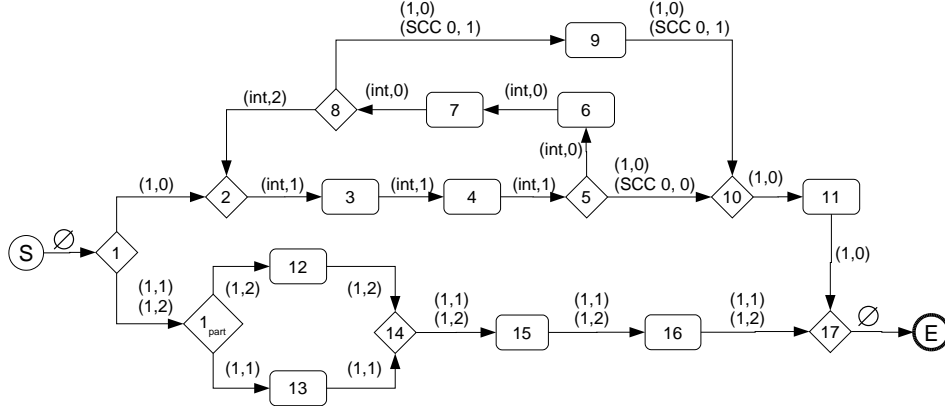 (1,0)
(SCC 0, 1)
(1,0)
(SCC 0, 1)
9
(int,2)
8
(int,0)
7
(int,0)
6
(int,0)
(1,0)
(SCC 0, 0)
(1,0)
2
(int,1)
3
(int,1)
4
(int,1)
5
10
(1,0)
11
S
∅
1
(1,0)
(1,1)
(1,2)
1part
(1,2)
12
(1,2)
(1,1)
13
(1,1)
14
(1,1)
(1,2)
15
(1,1)
(1,2)
16
(1,1)
(1,2)
17
∅
E